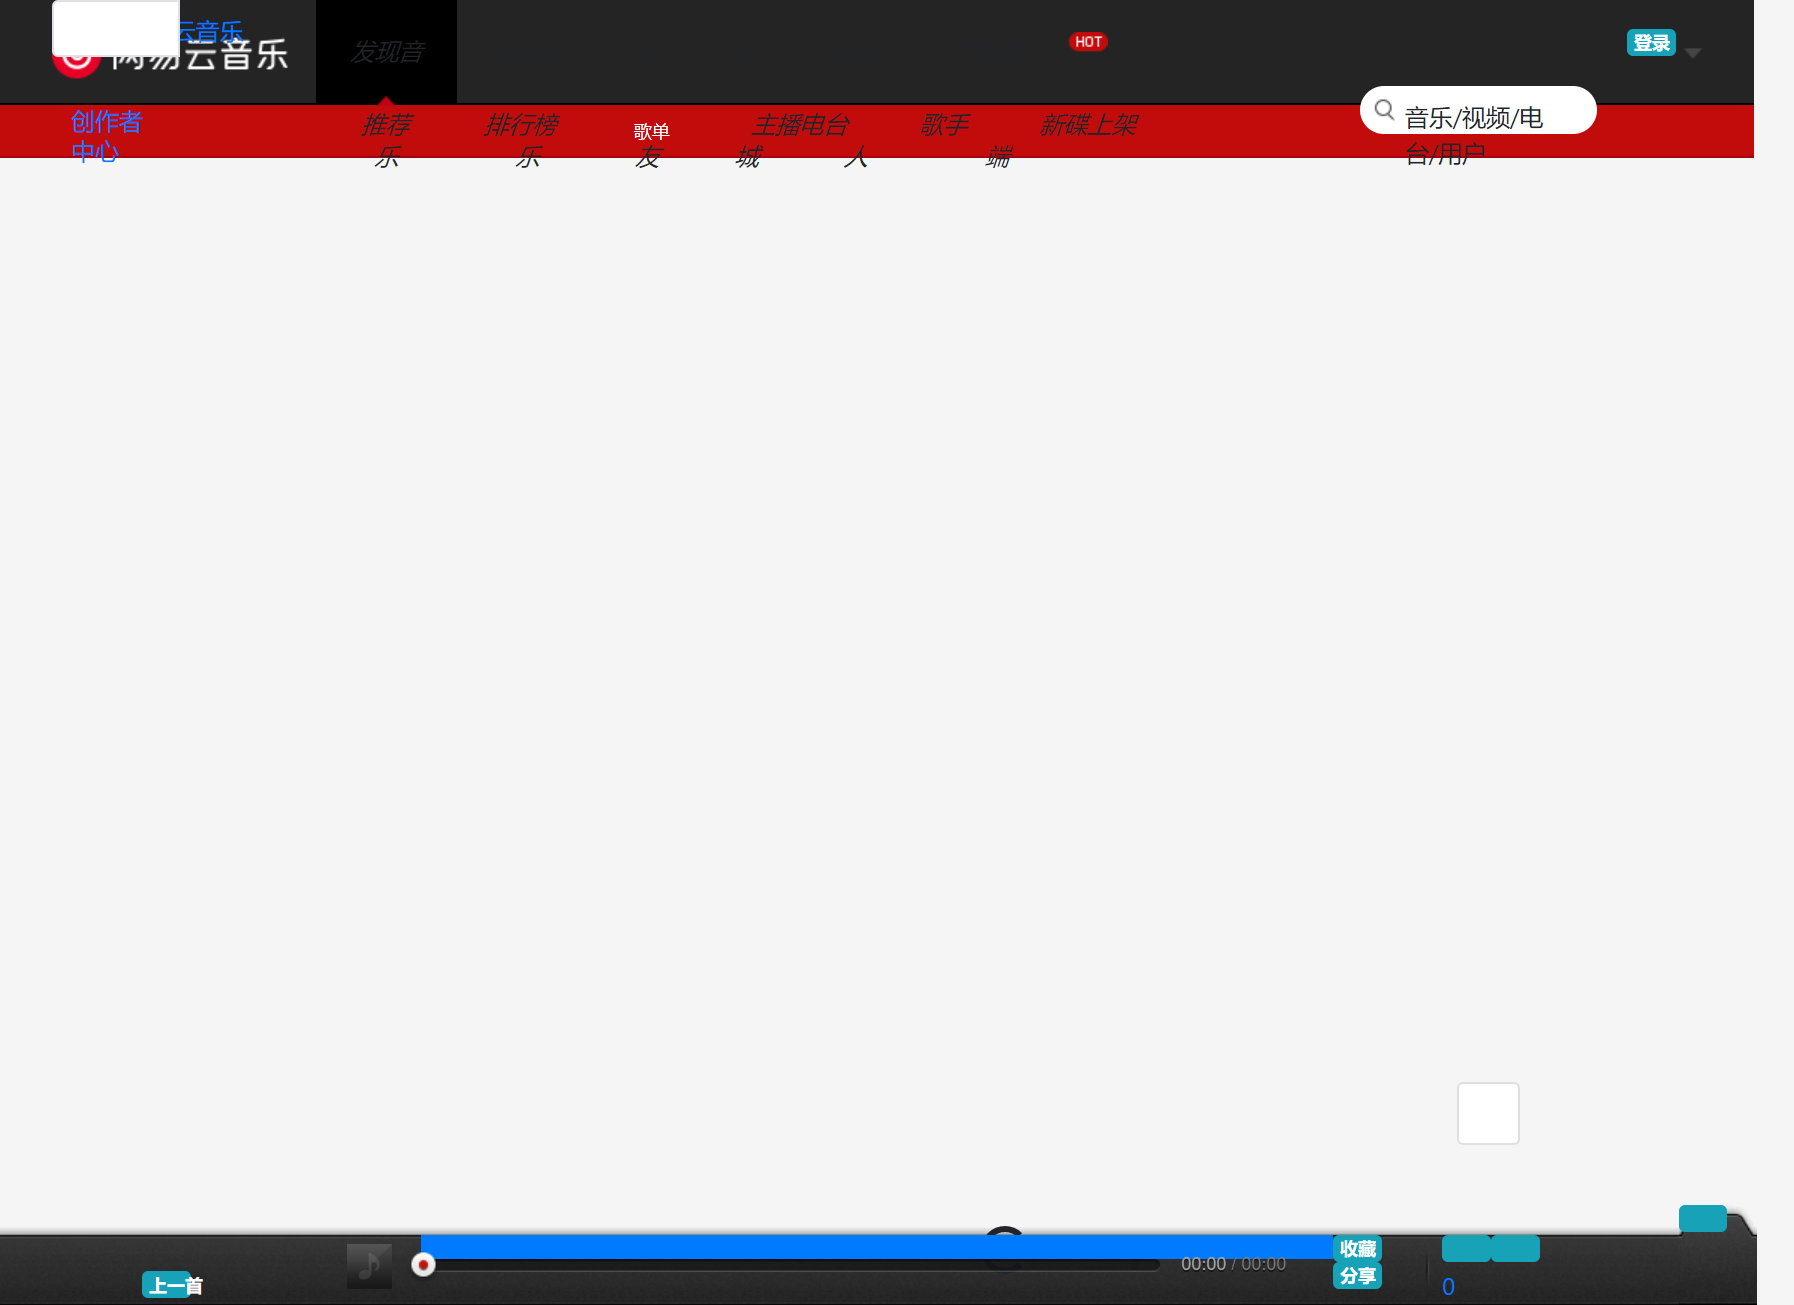 云音乐
网易云音乐
发现音
HOT
登录
创作者
中心
推荐
排行榜
歌单
主播电台
歌手
新碟上架
乐
乐
友
城
人
端
音乐/视频/电
台/用户
上一首
00:00 / 00:00
收藏
分享
0